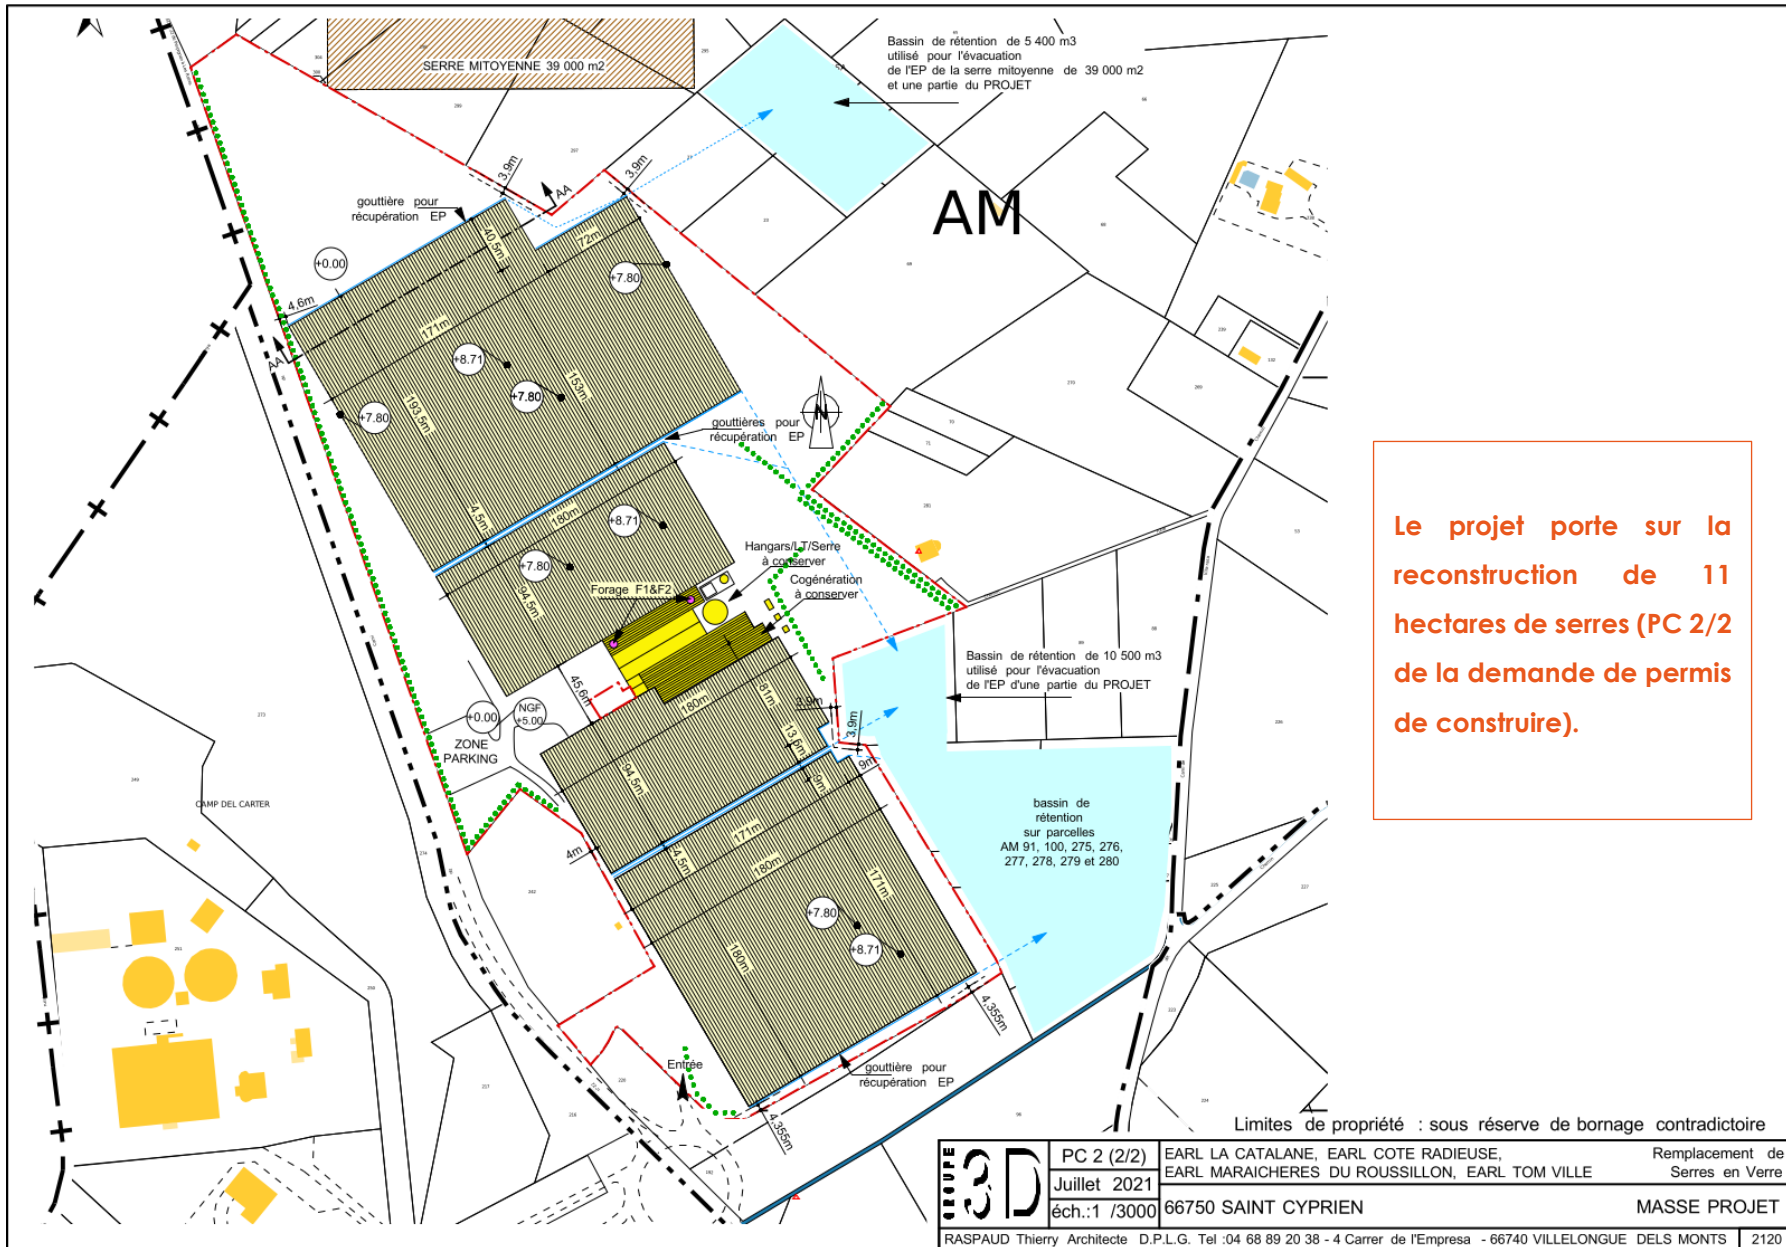 SERRE MITOYENNE 39 000 m2
Bassin de rétention de 5 400 m3
utilisé pour l'évacuation
de l'EP de la serre mitoyenne de 39 000 m2
et une partie du PROJET
AM
3,9m
3,9m
AA
gouttière pour
récupération EP
40,5m
72m
+0.00
+7.80
4,6m
171m
AA
+8.71
153m
+7.80
193.5m
+7.80
N
gouttières pour
récupération EP
4,5m
180m
+8.71
Hangars/LT/Serre
à conserver
+7.80
Cogénération
à conserver
94.5m
Forage F1&F2
Bassin de rétention de 10 500 m3
utilisé pour l'évacuation
de l'EP d'une partie du PROJET
45,6m
180m
81m
3,9m
+0.00
NGF
+5.00
3,9m
13,6m
ZONE
PARKING
94.5m
9m
9m
CAMP DEL CARTER
bassin de
rétention
sur parcelles
AM 91, 100, 275, 276,
277, 278, 279 et 280
171m
4m
4,5m
180m
171m
+7.80
+8.71
180m
4,355m
Entrée
gouttière pour
récupération EP
4,355m
Le projet porte sur la
reconstruction de 11
hectares de serres (PC 2/2
de la demande de permis
de construire).
Limites de propriété : sous réserve de bornage contradictoire
GROUPE
3D
PC 2 (2/2)
Juillet 2021
éch.:1 /3000
EARL LA CATALANE, EARL COTE RADIEUSE,
EARL MARAICHERES DU ROUSSILLON, EARL TOM VILLE
Remplacement de
Serres en Verre
66750 SAINT CYPRIEN
MASSE PROJET
RASPAUD Thierry Architecte D.P.L.G. Tel :04 68 89 20 38 - 4 Carrer de l'Empresa - 66740 VILLELONGUE DELS MONTS
2120